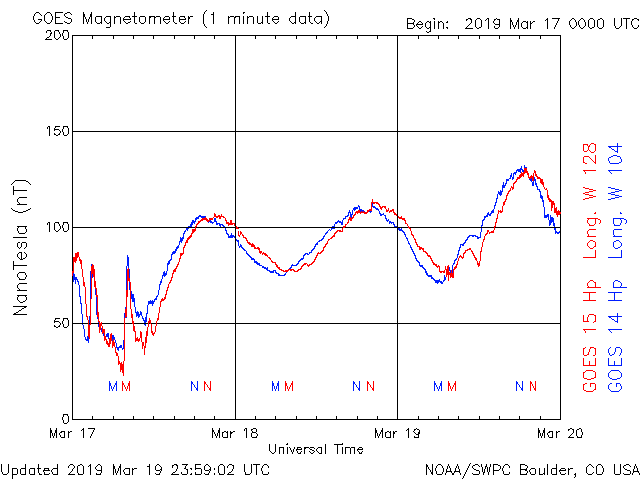 GOES Magnetometer (1 minute data)
Begin: 2019 Mar 17 0000 UTC
200
150
100
50
0
NanoTesla (nT)
M M N N M M N N M M N N
Mar 17 Mar 18 Mar 19 Mar 20
Universal Time
GOES 15 Hp Long. W 128
GOES 14 Hp Long. W 104
Updated 2019 Mar 19 23:59:02 UTC
NOAA/SWPC Boulder, CO USA